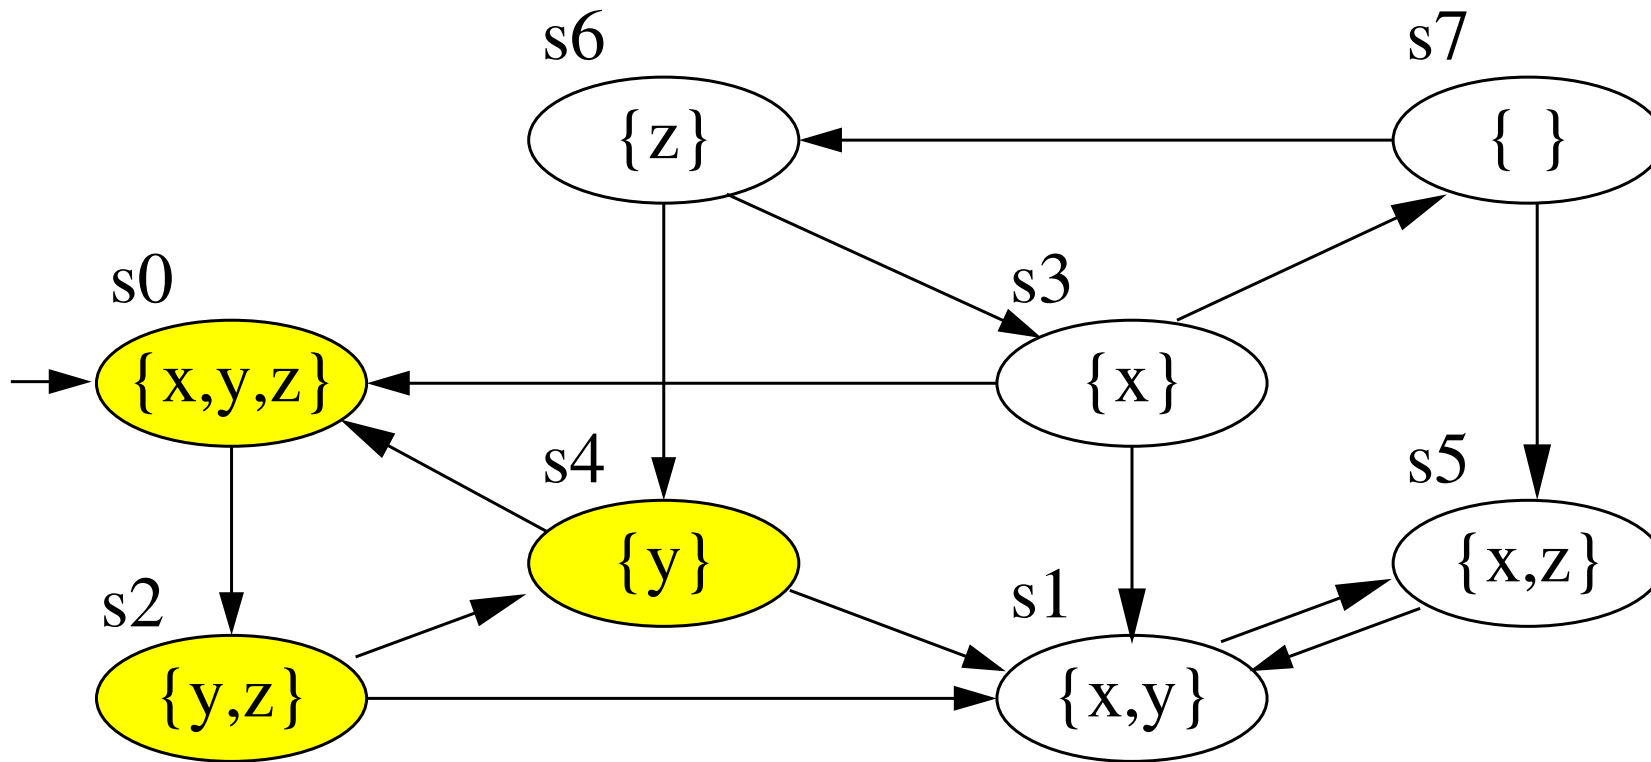 s6
s7
{z}
{ }
s0
s3
{x,y,z}
{x}
s4
s5
{y}
{x,z}
s2
s1
{y,z}
{x,y}